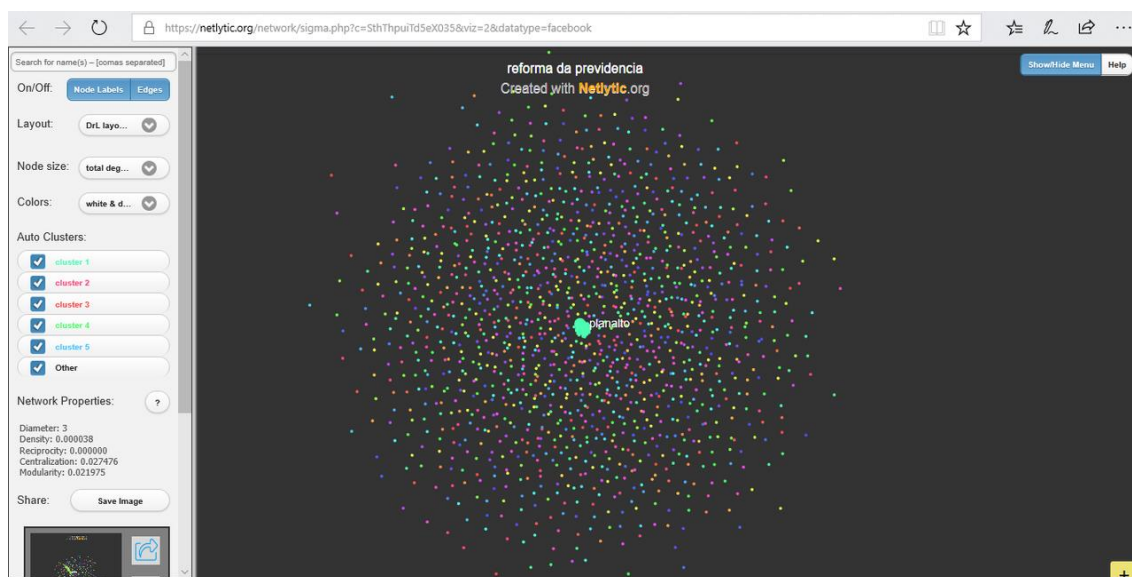 https://netlytic.org/network/sigma.php?c=SthThpuiTd5eX035&viz=2&datatype=facebook
Search for name(s) – [comas separated]
On/Off: Node Labels Edges
Layout: DrL layo...
Node size: total deg...
Colors: white & d...
Auto Clusters:
cluster 1
cluster 2
cluster 3
cluster 4
cluster 5
Other
Network Properties: ?
Diameter: 3
Density: 0.000038
Reciprocity: 0.000000
Centralization: 0.027476
Modularity: 0.021975
Share: Save Image
reforma da previdencia
Created with Netlytic.org
planalto
Show/Hide Menu Help
+